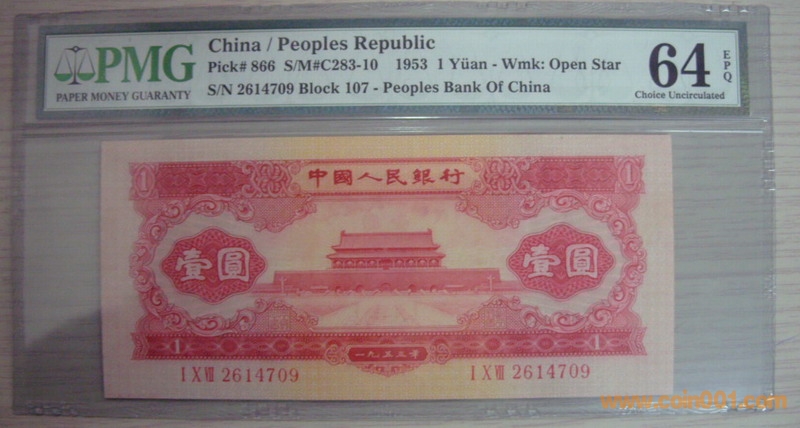 PMG
PAPER MONEY GUARANTY
China / Peoples Republic
Pick# 866 S/M#C283-10 1953 1 Yüan - Wmk: Open Star
S/N 2614709 Block 107 - Peoples Bank Of China
64 EPQ
Choice Uncirculated
1 中國人民銀行 1
壹圓 壹圓
1 一九五三年 1
I X VII 2614709 I X VII 2614709
www.coin001.com